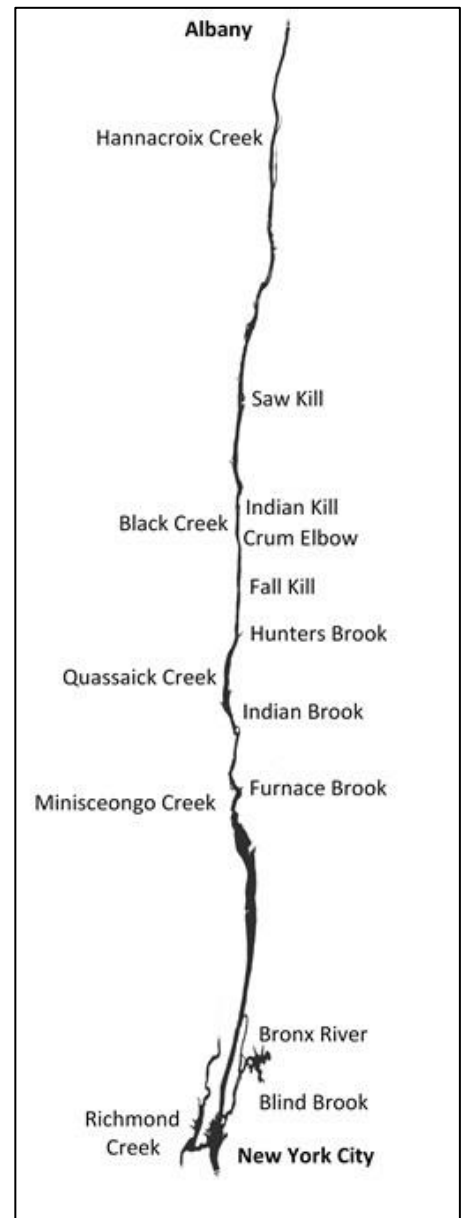 Albany
Hannacroix Creek
Saw Kill
Indian Kill
Black Creek
Crum Elbow
Fall Kill
Hunters Brook
Quassaick Creek
Indian Brook
Furnace Brook
Minisceongo Creek
Bronx River
Blind Brook
Richmond
Creek
New York City